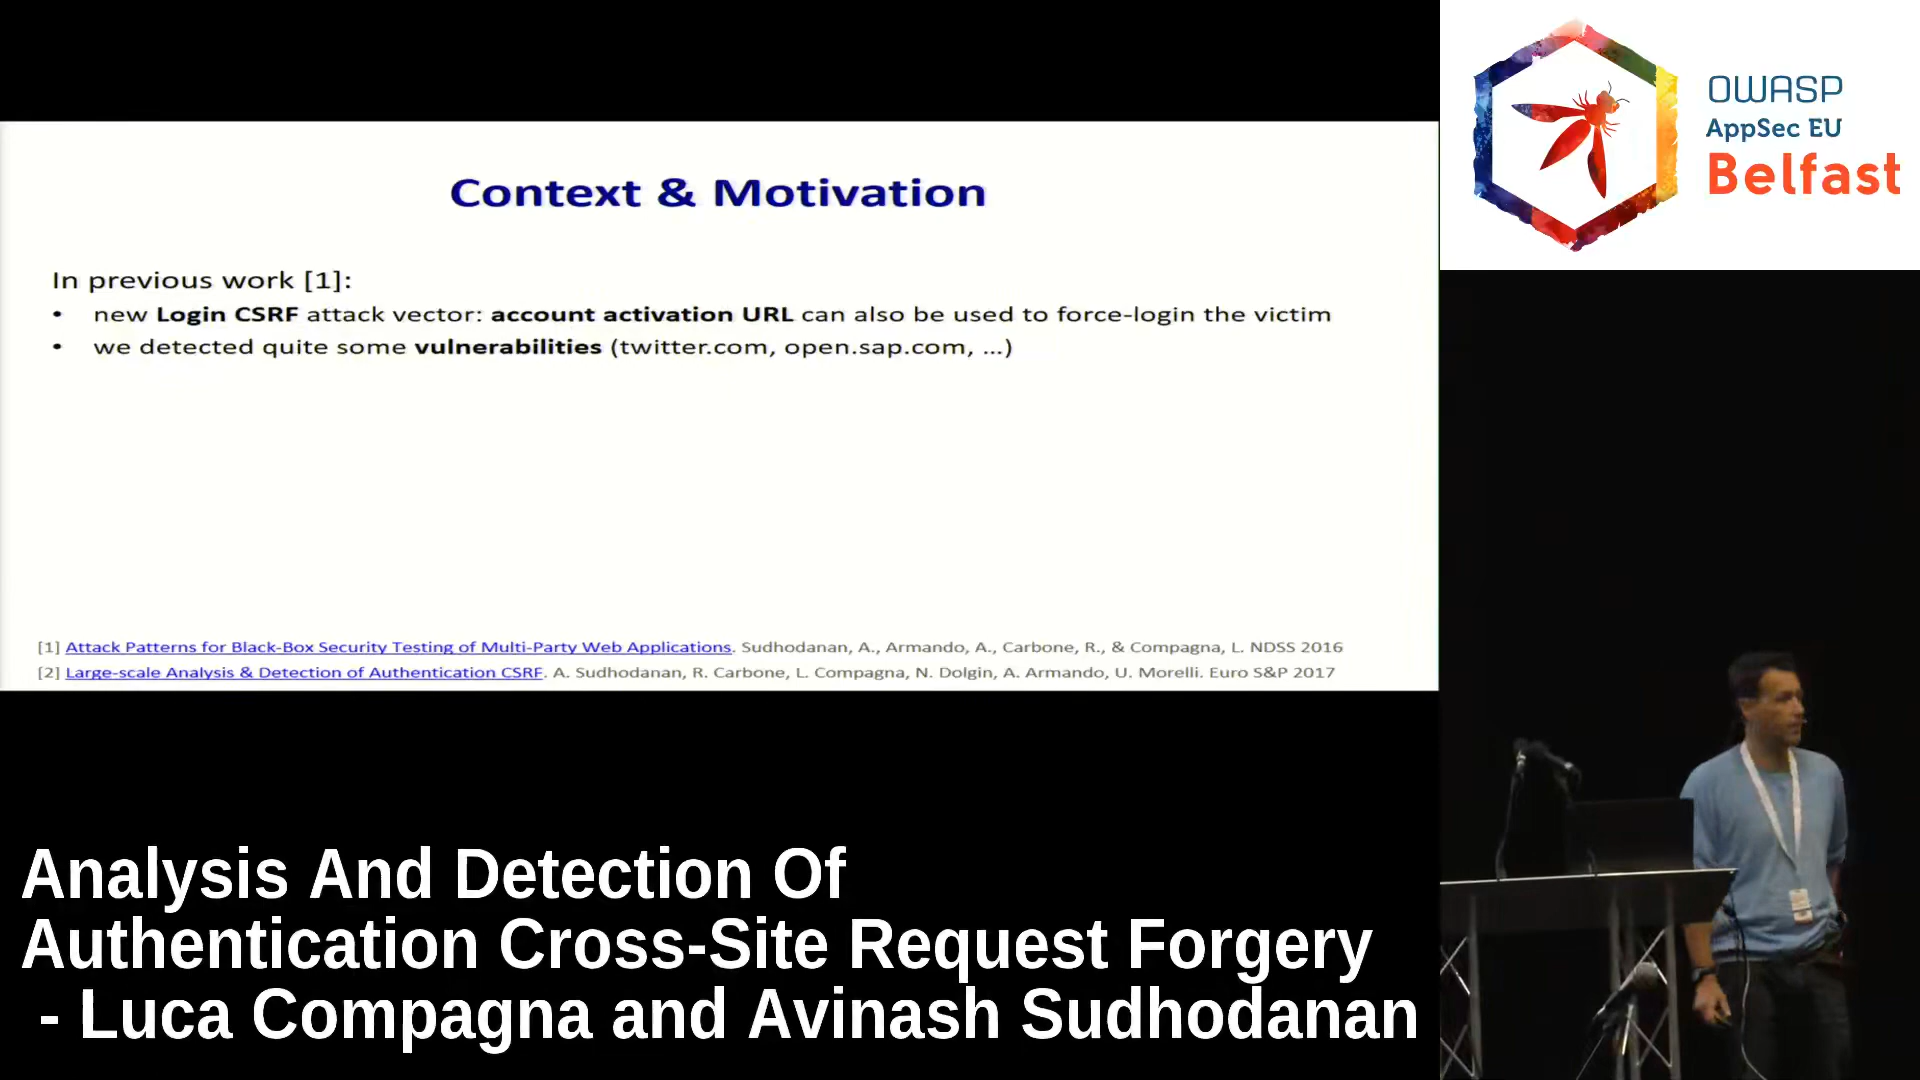 Context & Motivation
In previous work [1]:
• new Login CSRF attack vector: account activation URL can also be used to force-login the victim
• we detected quite some vulnerabilities (twitter.com, open.sap.com, ...)
[1] Attack Patterns for Black-Box Security Testing of Multi-Party Web Applications. Sudhodanan, A., Armando, A., Carbone, R., & Compagna, L. NDSS 2016
[2] Large-scale Analysis & Detection of Authentication CSRF. A. Sudhodanan, R. Carbone, L. Compagna, N. Dolgin, A. Armando, U. Morelli. Euro S&P 2017
OWASP
AppSec EU
Belfast
Analysis And Detection Of
Authentication Cross-Site Request Forgery
- Luca Compagna and Avinash Sudhodanan